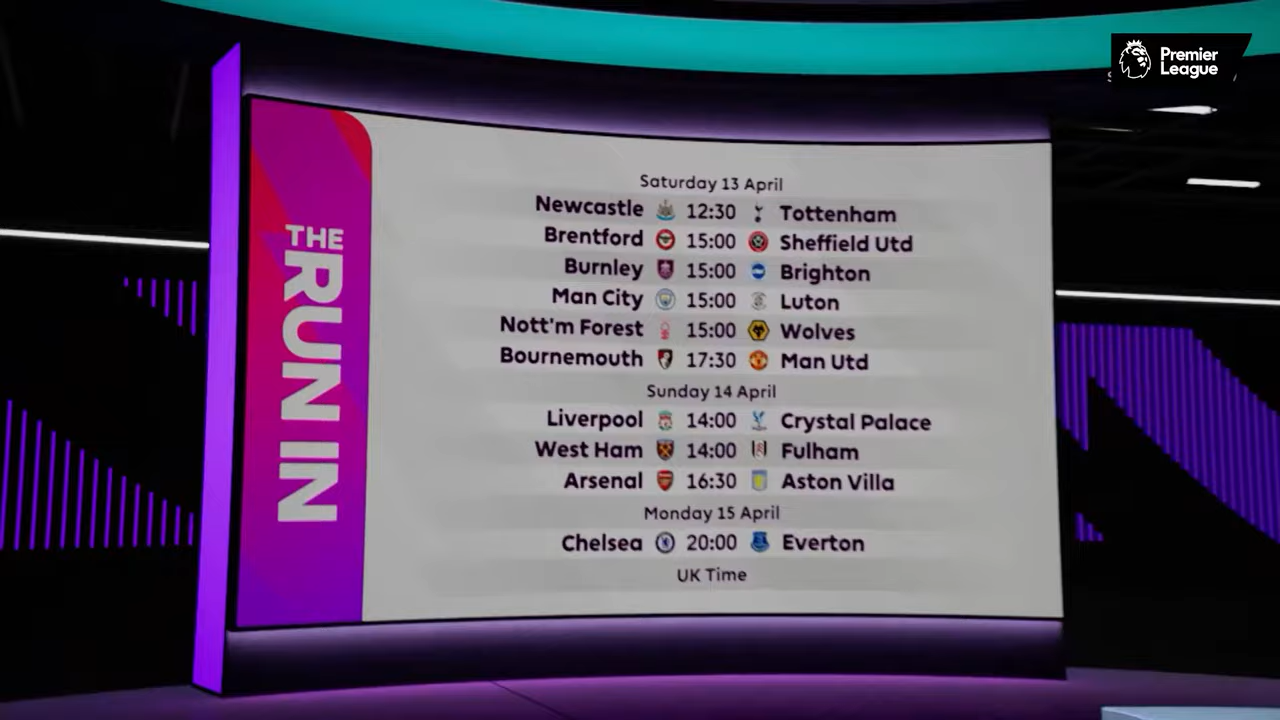 Premier
League
THE
RUN IN
Saturday 13 April
Newcastle 12:30 Tottenham
Brentford 15:00 Sheffield Utd
Burnley 15:00 Brighton
Man City 15:00 Luton
Nott'm Forest 15:00 Wolves
Bournemouth 17:30 Man Utd
Sunday 14 April
Liverpool 14:00 Crystal Palace
West Ham 14:00 Fulham
Arsenal 16:30 Aston Villa
Monday 15 April
Chelsea 20:00 Everton
UK Time